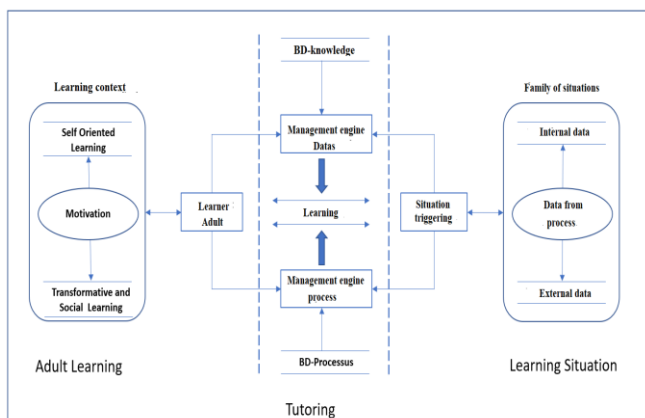 BD-knowledge
Learning context
Family of situations
Self Oriented
Learning
Management engine
Datas
Internal data
Motivation
Learner
Adult
Learning
Situation
triggering
Data from
process
Transformative and
Social Learning
Management engine
process
External data
BD-Processus
Adult Learning
Learning Situation
Tutoring